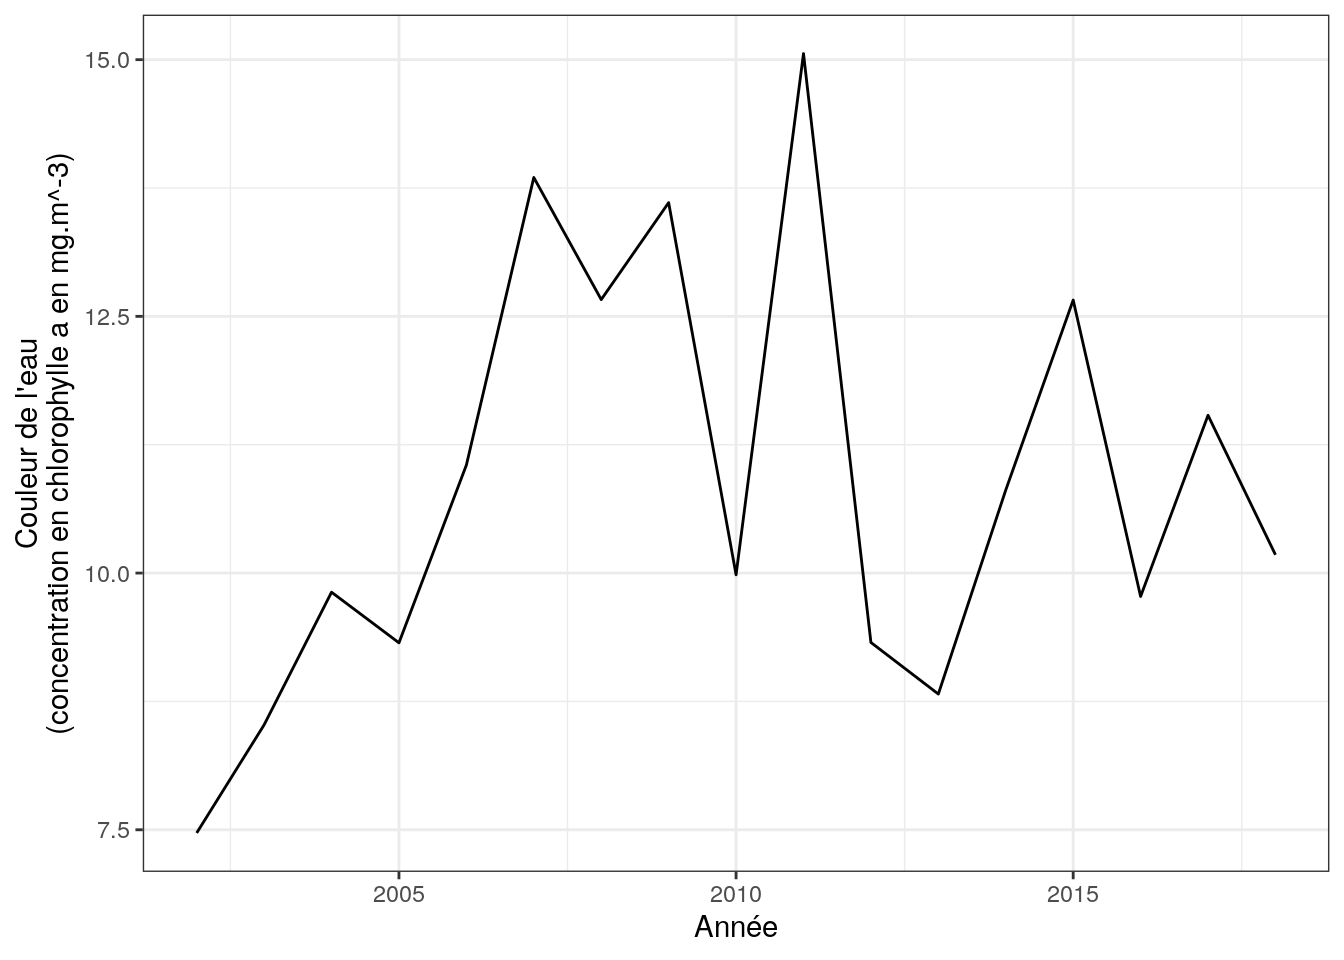 Couleur de l'eau
(concentration en chlorophylle a en mg.m^-3)
15.0
12.5
10.0
7.5
2005
2010
2015
Année